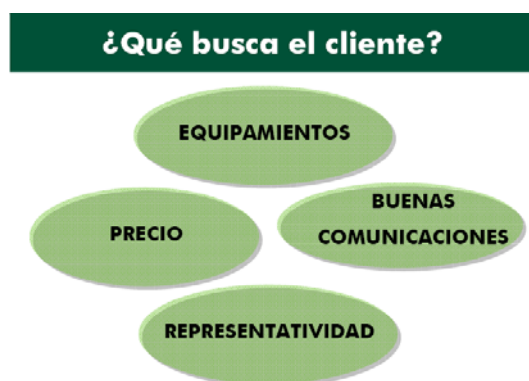 ¿Qué busca el cliente?
EQUIPAMIENTOS
PRECIO
BUENAS
COMUNICACIONES
REPRESENTATIVIDAD